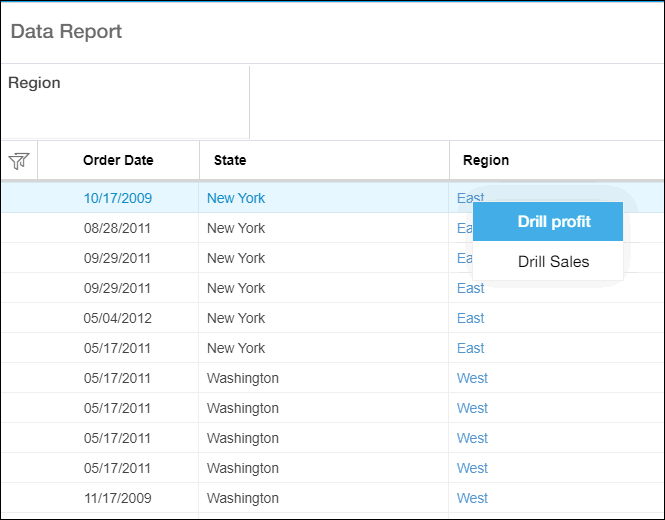 Data Report
Region
Order Date State Region
10/17/2009 New York East
Drill profit
08/28/2011 New York
09/29/2011 New York
Drill Sales
09/29/2011 New York East
05/04/2012 New York East
05/17/2011 New York East
05/17/2011 Washington West
05/17/2011 Washington West
05/17/2011 Washington West
05/17/2011 Washington West
11/17/2009 Washington West